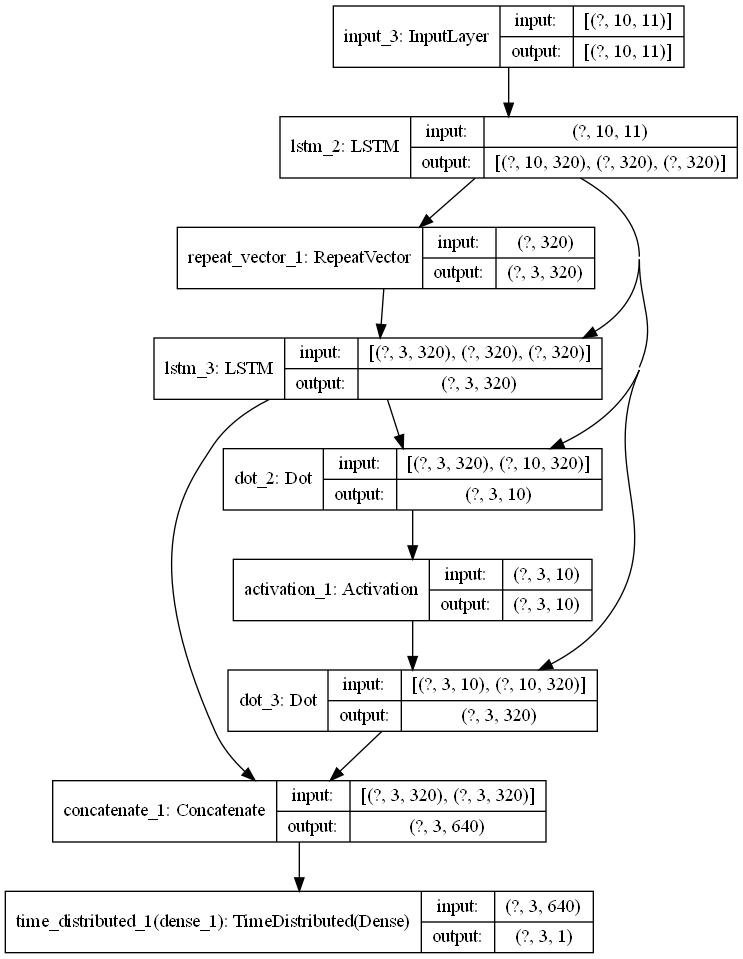 input_3: InputLayer
input:
[(?, 10, 11)]
output:
[(?, 10, 11)]
lstm_2: LSTM
input:
(?, 10, 11)
output:
[(?, 10, 320), (?, 320), (?, 320)]
repeat_vector_1: RepeatVector
input:
(?, 320)
output:
(?, 3, 320)
lstm_3: LSTM
input:
[(?, 3, 320), (?, 320), (?, 320)]
output:
(?, 3, 320)
dot_2: Dot
input:
[(?, 3, 320), (?, 10, 320)]
output:
(?, 3, 10)
activation_1: Activation
input:
(?, 3, 10)
output:
(?, 3, 10)
dot_3: Dot
input:
[(?, 3, 10), (?, 10, 320)]
output:
(?, 3, 320)
concatenate_1: Concatenate
input:
[(?, 3, 320), (?, 3, 320)]
output:
(?, 3, 640)
time_distributed_1(dense_1): TimeDistributed(Dense)
input:
(?, 3, 640)
output:
(?, 3, 1)